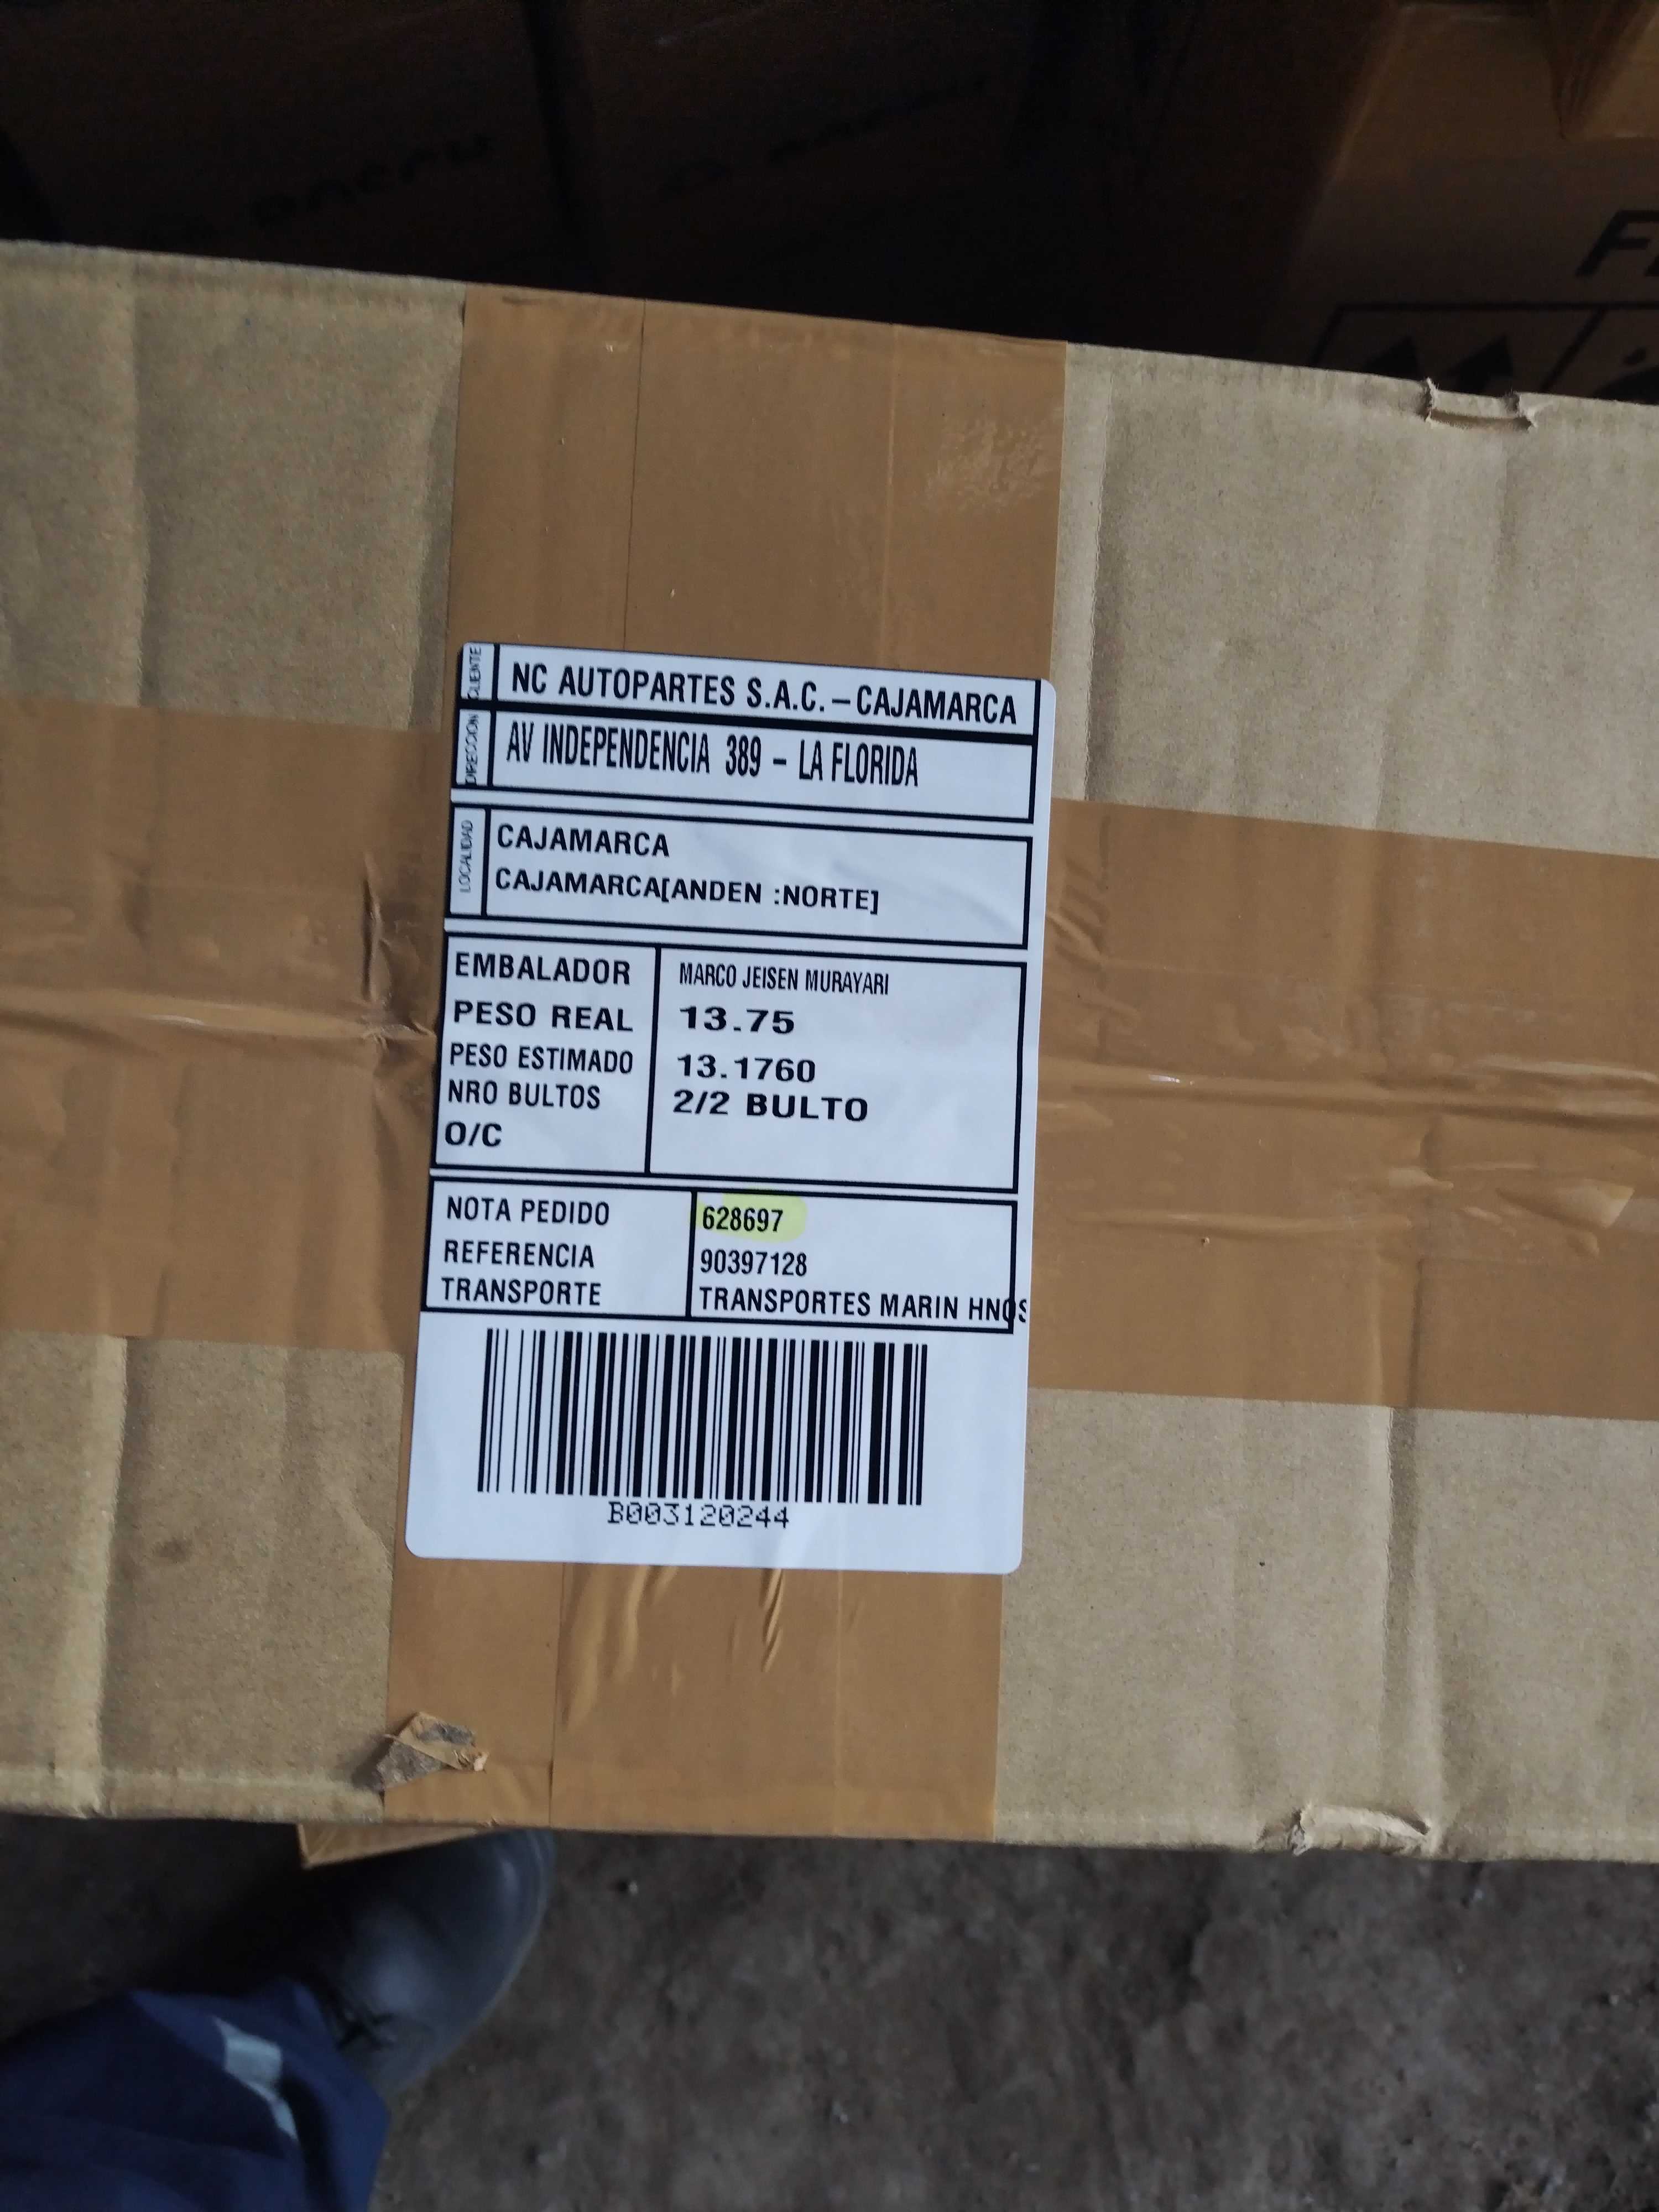 CLIENTE
NC AUTOPARTES S.A.C. – CAJAMARCA
DIRECCION
AV INDEPENDENCIA 389 – LA FLORIDA
LOCALIDAD
CAJAMARCA
CAJAMARCA[ANDEN :NORTE]
EMBALADOR MARCO JEISEN MURAYARI
PESO REAL 13.75
PESO ESTIMADO 13.1760
NRO BULTOS 2/2 BULTO
O/C
NOTA PEDIDO 628697
REFERENCIA 90397128
TRANSPORTE TRANSPORTES MARIN HNOS
B003120244